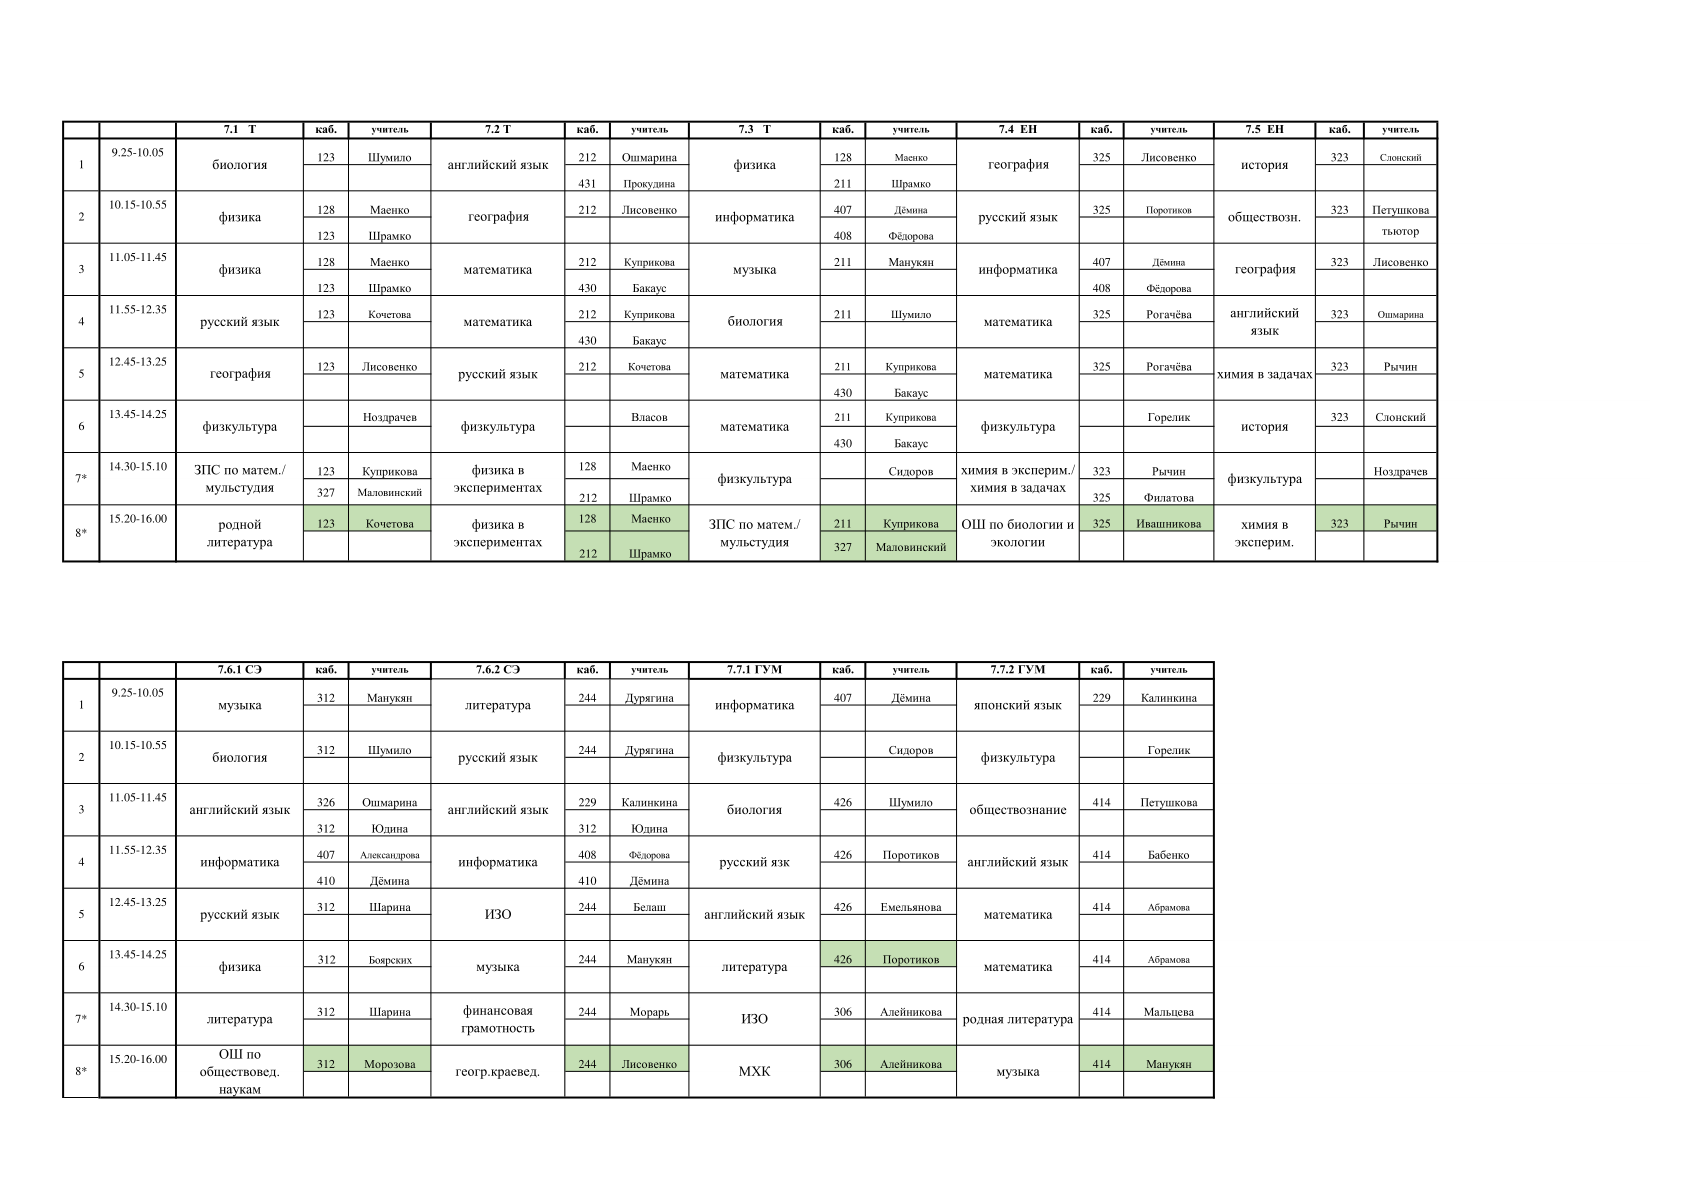 7.1 Т каб. учитель 7.2 Т каб. учитель 7.3 Т каб. учитель 7.4 ЕН каб. учитель 7.5 ЕН каб. учитель
1 9.25-10.05 биология 123 Шумило английский язык 212 Ошмарина физика 128 Маенко география 325 Лисовенко история 323 Слонский
431 Прокудина 211 Шрамко
2 10.15-10.55 физика 128 Маенко география 212 Лисовенко информатика 407 Дёмина русский язык 325 Поротиков обществозн. 323 Петушкова
123 Шрамко 408 Фёдорова тьютор
3 11.05-11.45 физика 128 Маенко математика 212 Куприкова музыка 211 Манукян информатика 407 Дёмина география 323 Лисовенко
123 Шрамко 430 Бакаус 408 Фёдорова
4 11.55-12.35 русский язык 123 Кочетова математика 212 Куприкова биология 211 Шумило математика 325 Рогачёва английский 323 Ошмарина
430 Бакаус язык
5 12.45-13.25 география 123 Лисовенко русский язык 212 Кочетова математика 211 Куприкова математика 325 Рогачёва химия в задачах 323 Рычин
430 Бакаус
6 13.45-14.25 физкультура Ноздрачев физкультура Власов математика 211 Куприкова физкультура Горелик история 323 Слонский
430 Бакаус
7* 14.30-15.10 ЗПС по матем./ 123 Куприкова физика в 128 Маенко физкультура Сидоров химия в эксперим./ 323 Рычин физкультура Ноздрачев
мульстудия 327 Маловинский экспериментах 212 Шрамко химия в задачах 325 Филатова
8* 15.20-16.00 родной 123 Кочетова физика в 128 Маенко ЗПС по матем./ 211 Куприкова ОШ по биологии и 325 Ивашникова химия в 323 Рычин
литература экспериментах 212 Шрамко мульстудия 327 Маловинский экологии эксперим.
7.6.1 СЭ каб. учитель 7.6.2 СЭ каб. учитель 7.7.1 ГУМ каб. учитель 7.7.2 ГУМ каб. учитель
1 9.25-10.05 музыка 312 Манукян литература 244 Дурягина информатика 407 Дёмина японский язык 229 Калинкина
2 10.15-10.55 биология 312 Шумило русский язык 244 Дурягина физкультура Сидоров физкультура Горелик
3 11.05-11.45 английский язык 326 Ошмарина английский язык 229 Калинкина биология 426 Шумило обществознание 414 Петушкова
312 Юдина 312 Юдина
4 11.55-12.35 информатика 407 Александрова информатика 408 Фёдорова русский язк 426 Поротиков английский язык 414 Бабенко
410 Дёмина 410 Дёмина
5 12.45-13.25 русский язык 312 Шарина ИЗО 244 Белаш английский язык 426 Емельянова математика 414 Абрамова
6 13.45-14.25 физика 312 Боярских музыка 244 Манукян литература 426 Поротиков математика 414 Абрамова
7* 14.30-15.10 литература 312 Шарина финансовая 244 Морарь ИЗО 306 Алейникова родная литература 414 Мальцева
грамотность
8* 15.20-16.00 ОШ по 312 Морозова геогр.краевед. 244 Лисовенко МХК 306 Алейникова музыка 414 Манукян
обществовед.
наукам